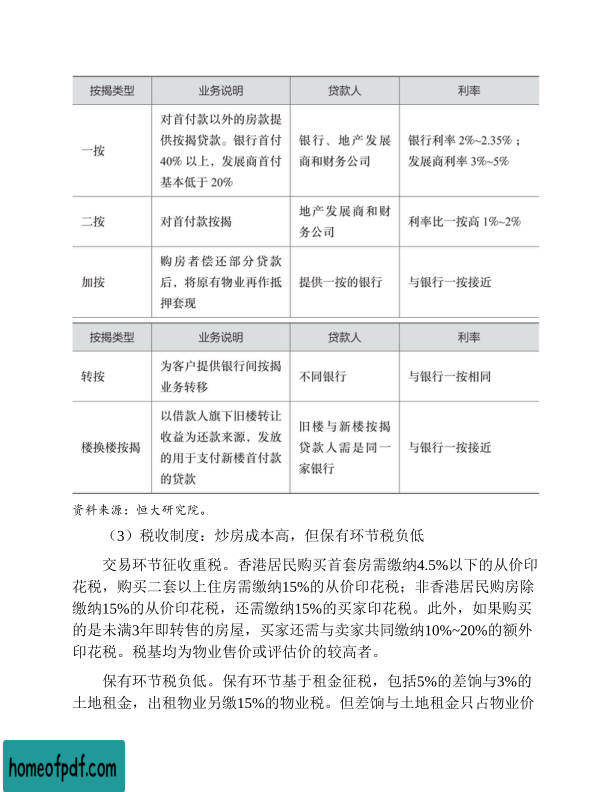 按揭类型 业务说明 贷款人 利率
一按 对首付款以外的房款提供按揭贷款。银行首付40% 以上，发展商首付基本低于 20% 银行、地产发展商和财务公司 银行利率 2%~2.35%；发展商利率 3%~5%
二按 对首付款按揭 地产发展商和财务公司 利率比一按高 1%~2%
加按 购房者偿还部分贷款后，将原有物业再作抵押套现 提供一按的银行 与银行一按接近
按揭类型 业务说明 贷款人 利率
转按 为客户提供银行间按揭业务转移 不同银行 与银行一按相同
楼换楼按揭 以借款人旗下旧楼转让收益为还款来源，发放的用于支付新楼首付款的贷款 旧楼与新楼按揭贷款人需是同一家银行 与银行一按接近
资料来源：恒大研究院。
（3）税收制度：炒房成本高，但保有环节税负低
交易环节征收重税。香港居民购买首套房需缴纳4.5%以下的从价印
花税，购买二套以上住房需缴纳15%的从价印花税；非香港居民购房除
缴纳15%的从价印花税，还需缴纳15%的买家印花税。此外，如果购买
的是未满3年即转售的房屋，买家还需与卖家共同缴纳10%~20%的额外
印花税。税基均为物业售价或评估价的较高者。
保有环节税负低。保有环节基于租金征税，包括5%的差饷与3%的
土地租金，出租物业另缴15%的物业税。但差饷与土地租金只占物业价
homeofpdf.com